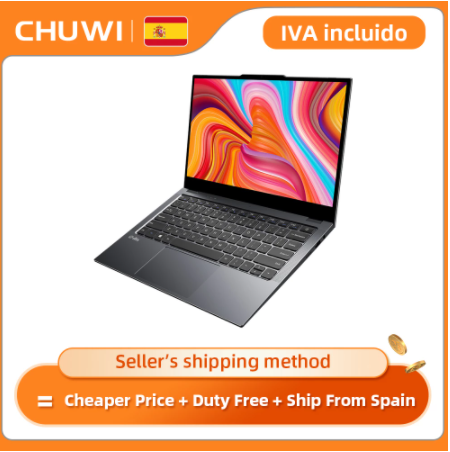 CHUWI
IVA incluido
Seller's shipping method
= Cheaper Price + Duty Free + Ship From Spain